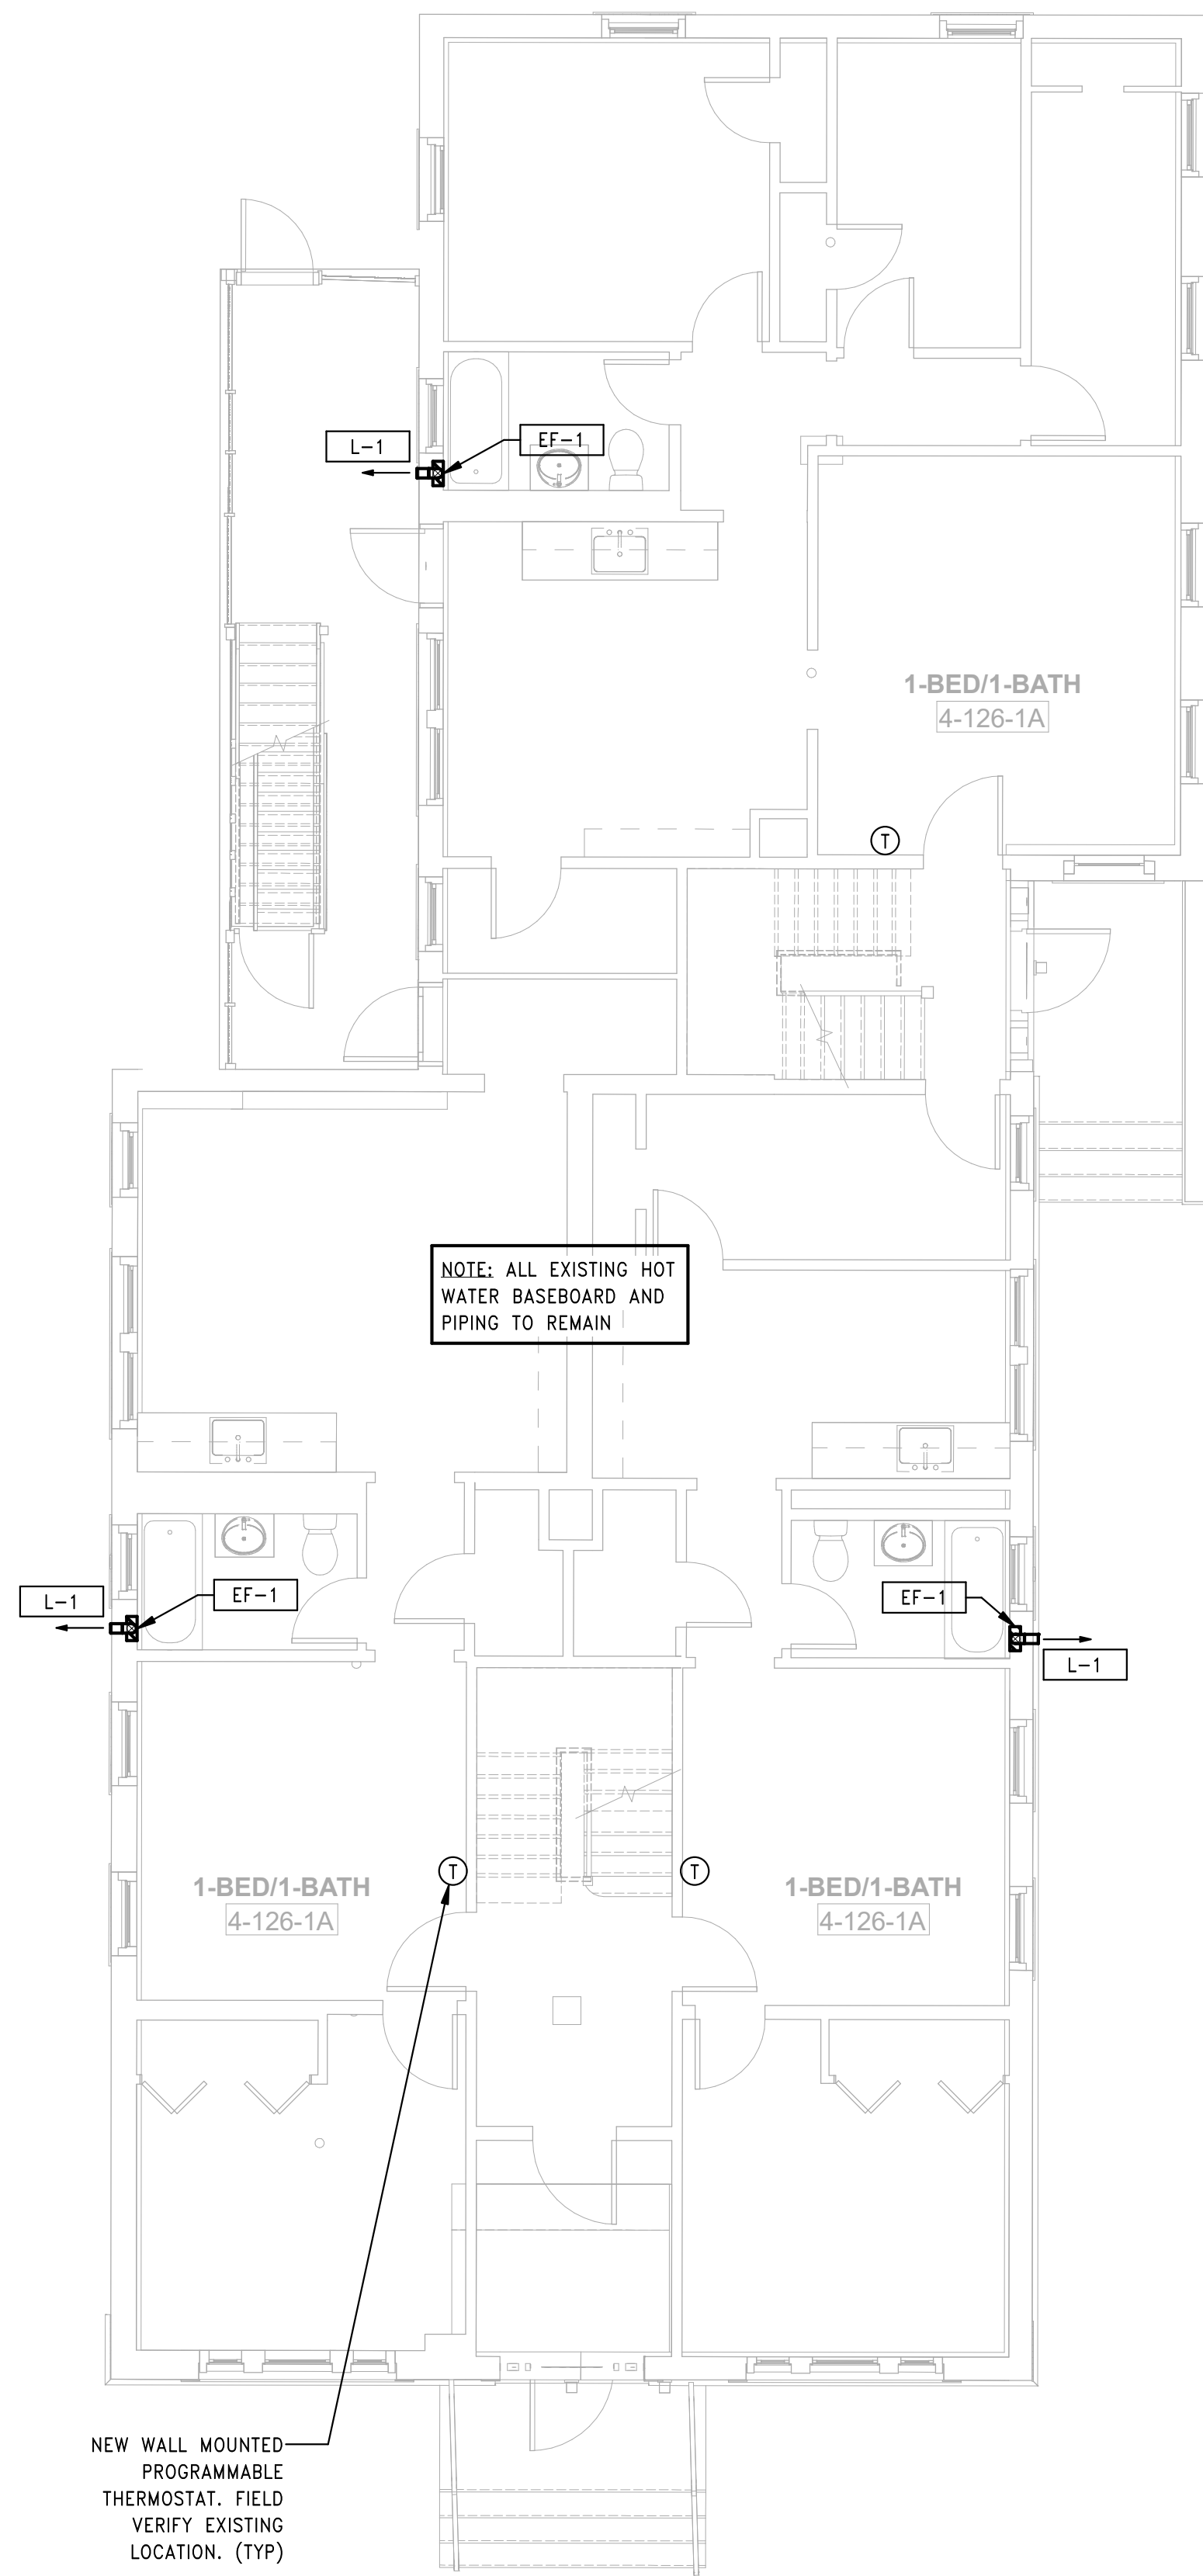 L-1
EF-1
1-BED/1-BATH
4-126-1A
T
NOTE: ALL EXISTING HOT
WATER BASEBOARD AND
PIPING TO REMAIN
L-1
EF-1
EF-1
L-1
T
T
1-BED/1-BATH
4-126-1A
1-BED/1-BATH
4-126-1A
NEW WALL MOUNTED
PROGRAMMABLE
THERMOSTAT. FIELD
VERIFY EXISTING
LOCATION. (TYP)